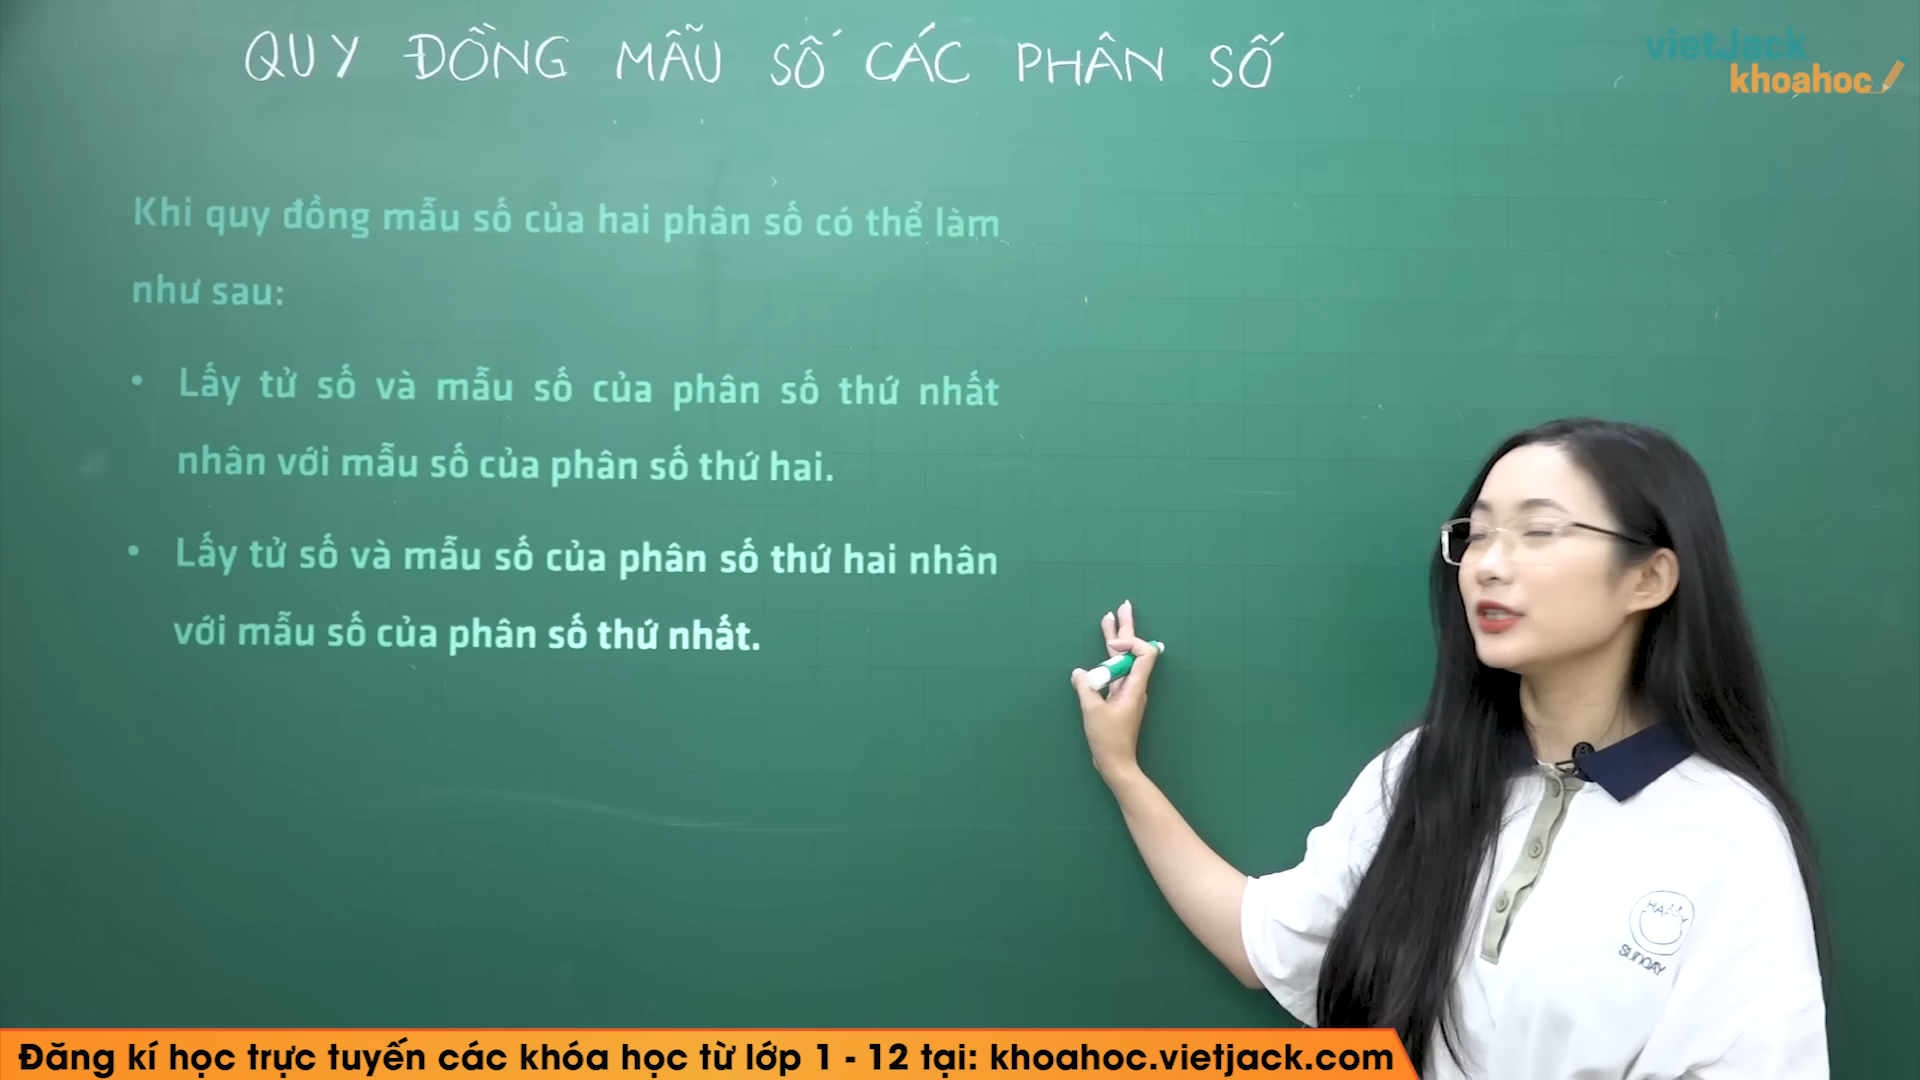 QUY ĐỒNG MẪU SỐ CÁC PHÂN SỐ
vietJack
khoahoc
Khi quy đồng mẫu số của hai phân số có thể làm
như sau:
• Lấy tử số và mẫu số của phân số thứ nhất
nhân với mẫu số của phân số thứ hai.
• Lấy tử số và mẫu số của phân số thứ hai nhân
với mẫu số của phân số thứ nhất.
HAPPY
SUNDAY
Đăng kí học trực tuyến các khóa học từ lớp 1 - 12 tại: khoahoc.vietjack.com